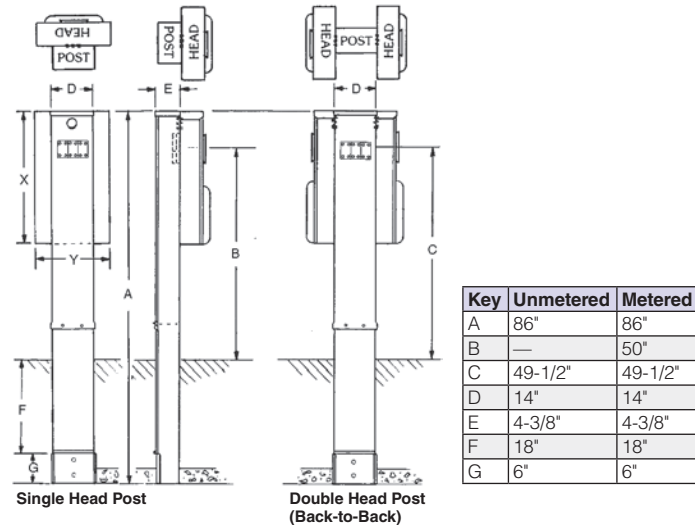 HEAD
POST
POST
HEAD
HEAD
POST
HEAD
D
E
D
X
Y
A
B
C
F
G
Single Head Post
Double Head Post
(Back-to-Back)
Key Unmetered Metered
A 86" 86"
B — 50"
C 49-1/2" 49-1/2"
D 14" 14"
E 4-3/8" 4-3/8"
F 18" 18"
G 6" 6"